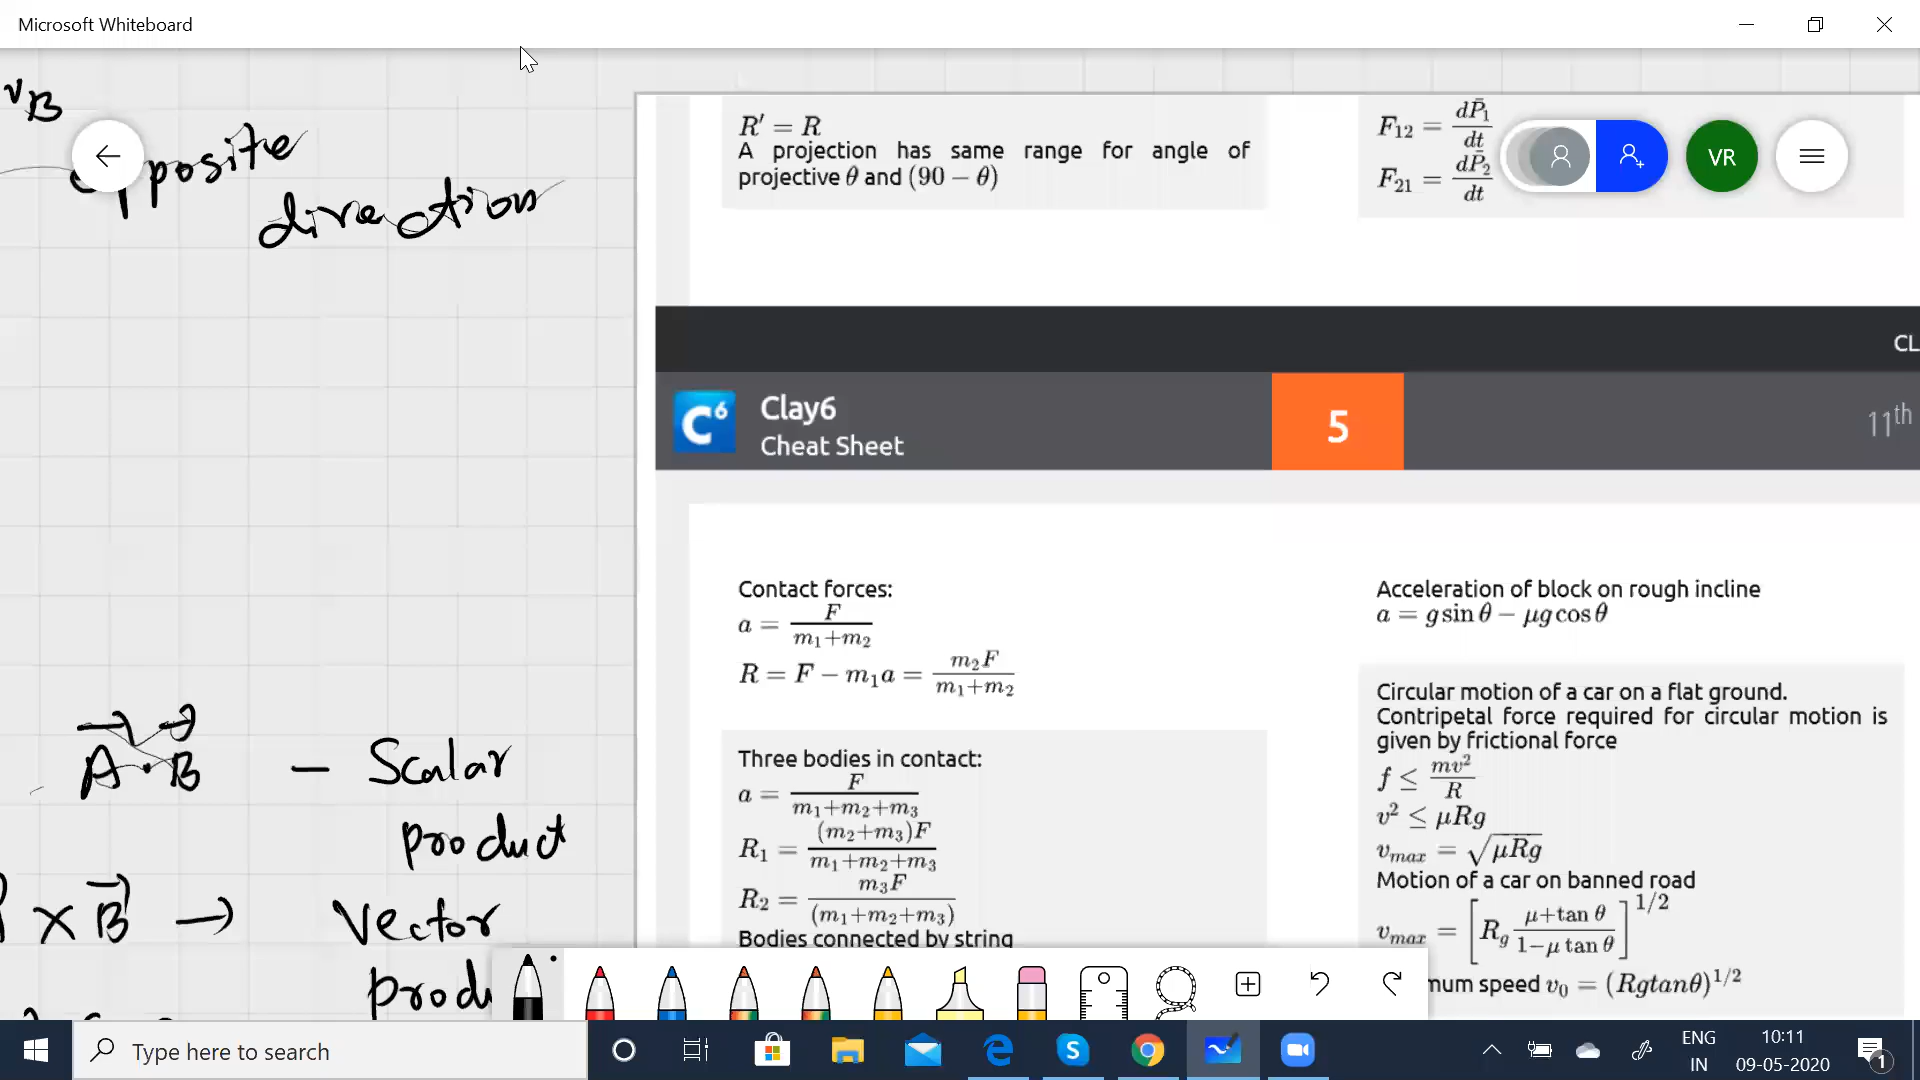 Microsoft Whiteboard
B
opposite
direction
R' = R
A projection has same range for angle of
projective θ and (90 − θ)
F₁₂ = dP̄₁/dt
F₂₁ = dP̄₂/dt
VR
CL
C⁶
Clay6
Cheat Sheet
5
11th
Contact forces:
a = F/(m₁+m₂)
R = F − m₁a = m₂F/(m₁+m₂)
Three bodies in contact:
a = F/(m₁+m₂+m₃)
R₁ = (m₂+m₃)F/(m₁+m₂+m₃)
R₂ = m₃F/(m₁+m₂+m₃)
Bodies connected by string
Acceleration of block on rough incline
a = g sin θ − μg cos θ
Circular motion of a car on a flat ground.
Contripetal force required for circular motion is
given by frictional force
f ≤ mv²/R
v² ≤ μRg
vmax = √μRg
Motion of a car on banned road
vmax = [Rg (μ+tan θ)/(1−μ tan θ)]^1/2
mum speed v₀ = (Rgtanθ)^1/2
A⃗ · B⃗ — Scalar
product
× B⃗ → Vector
produ
Type here to search
ENG
IN
10:11
09-05-2020
1